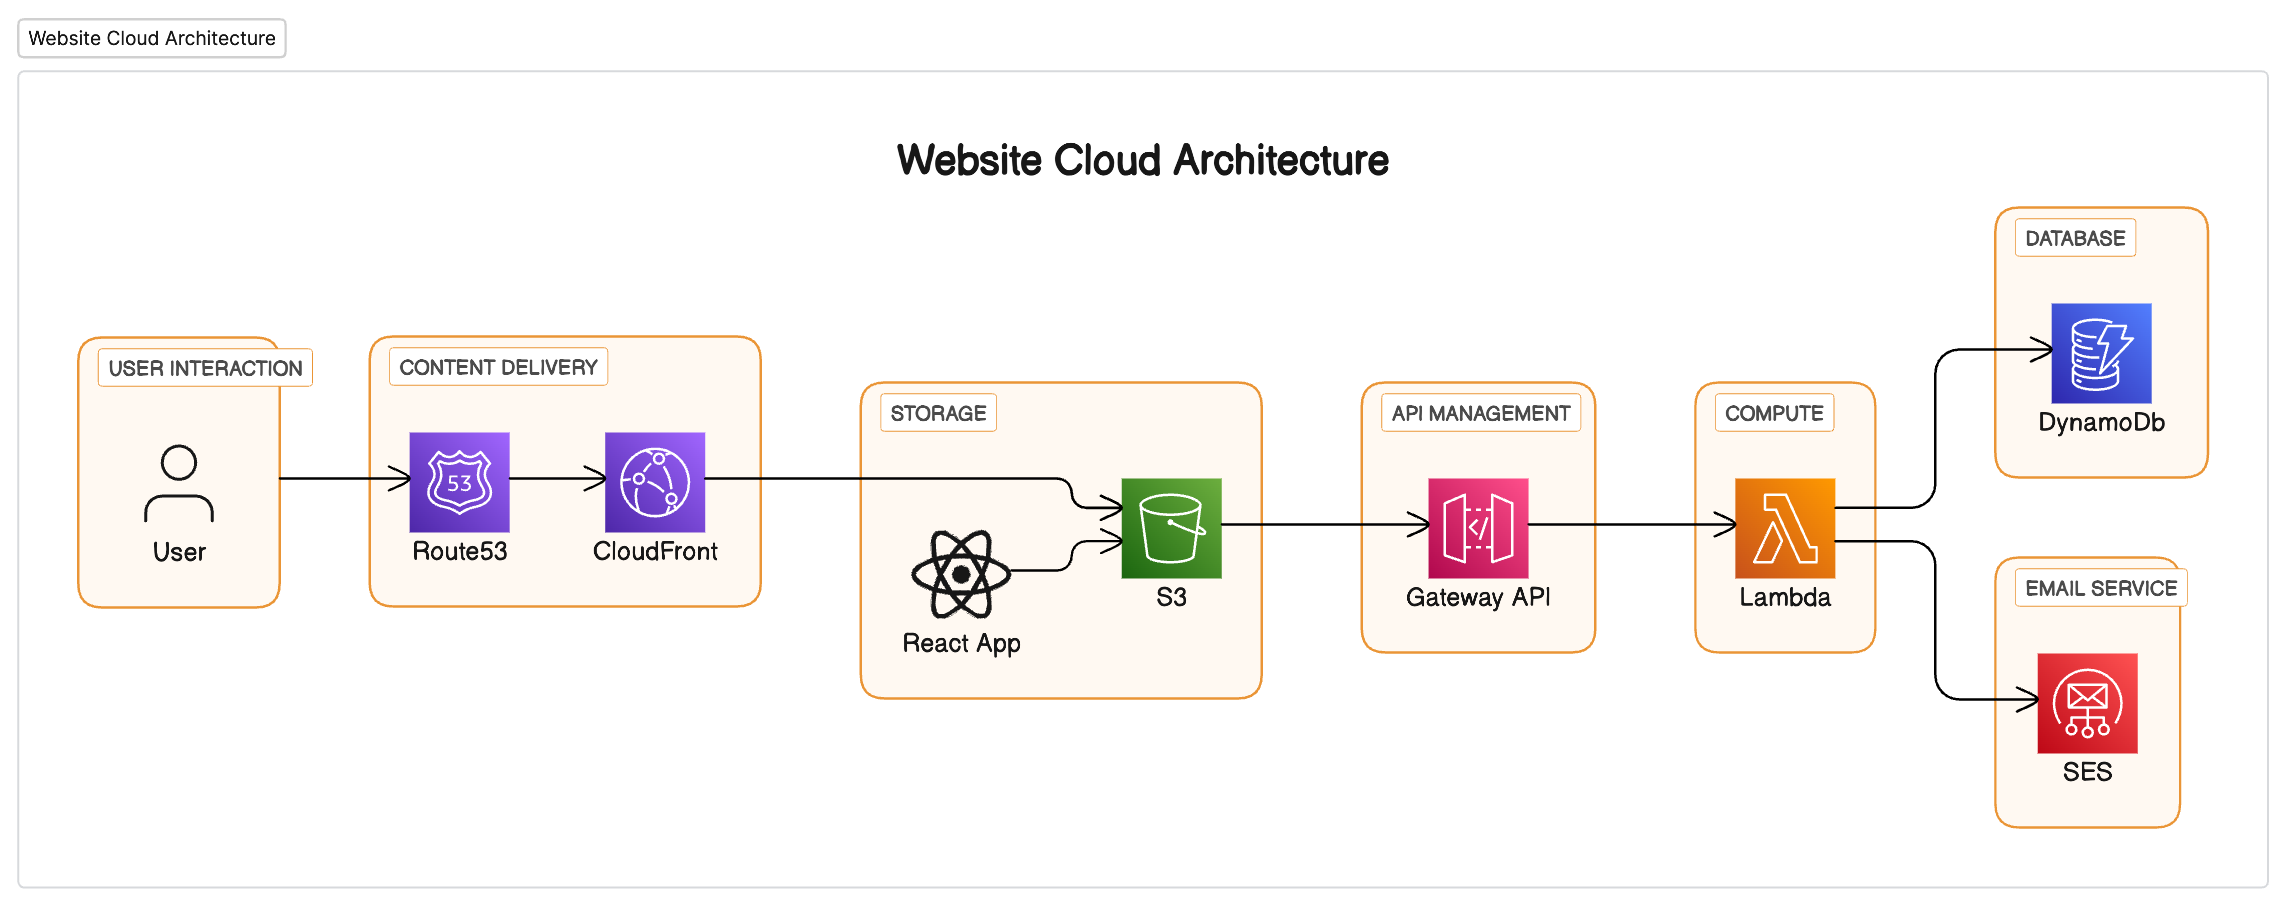 Website Cloud Architecture
Website Cloud Architecture
USER INTERACTION
User
CONTENT DELIVERY
53
Route53
CloudFront
STORAGE
React App
S3
API MANAGEMENT
</>
Gateway API
COMPUTE
Lambda
DATABASE
DynamoDb
EMAIL SERVICE
SES